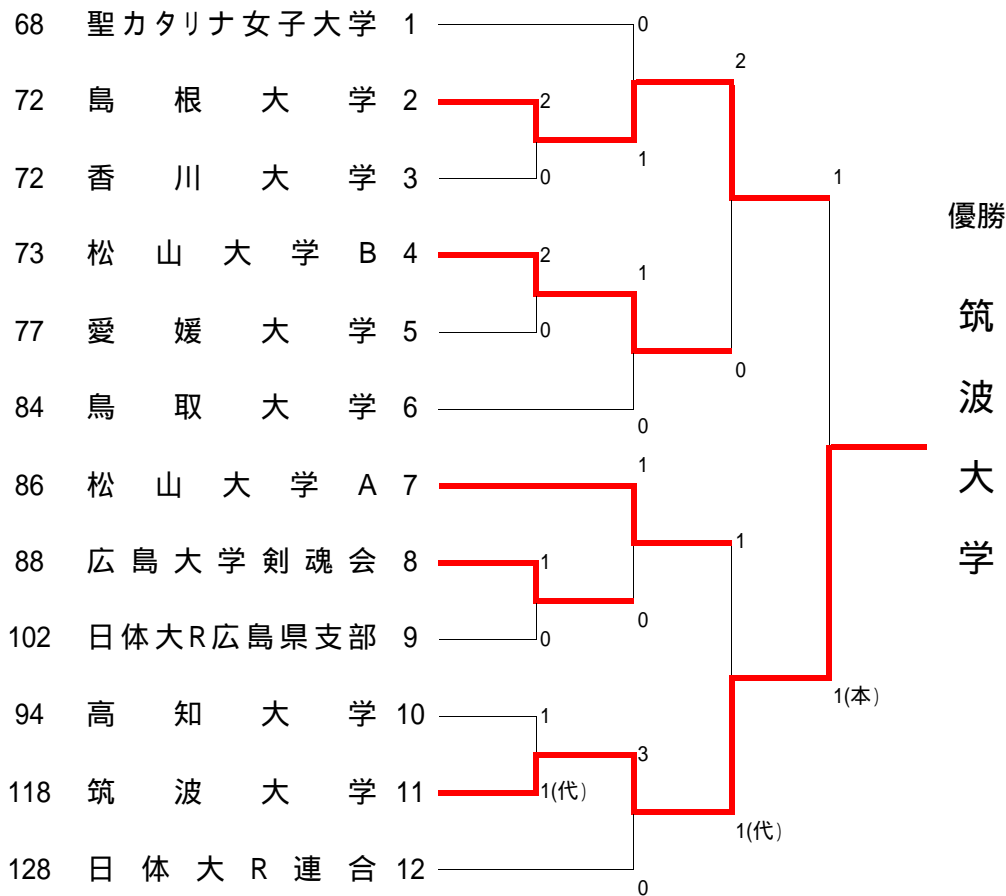 68 聖カタリナ女子大学 1
72 島根大学 2
72 香川大学 3
73 松山大学B 4
77 愛媛大学 5
84 鳥取大学 6
86 松山大学A 7
88 広島大学剣魂会 8
102 日体大R広島県支部 9
94 高知大学 10
118 筑波大学 11
128 日体大R連合 12
2
0
2
0
1
0
1
1(代)
0
1
1
0
1
0
3
0
2
0
1
1(代)
1
1(本)
優勝
筑波大学